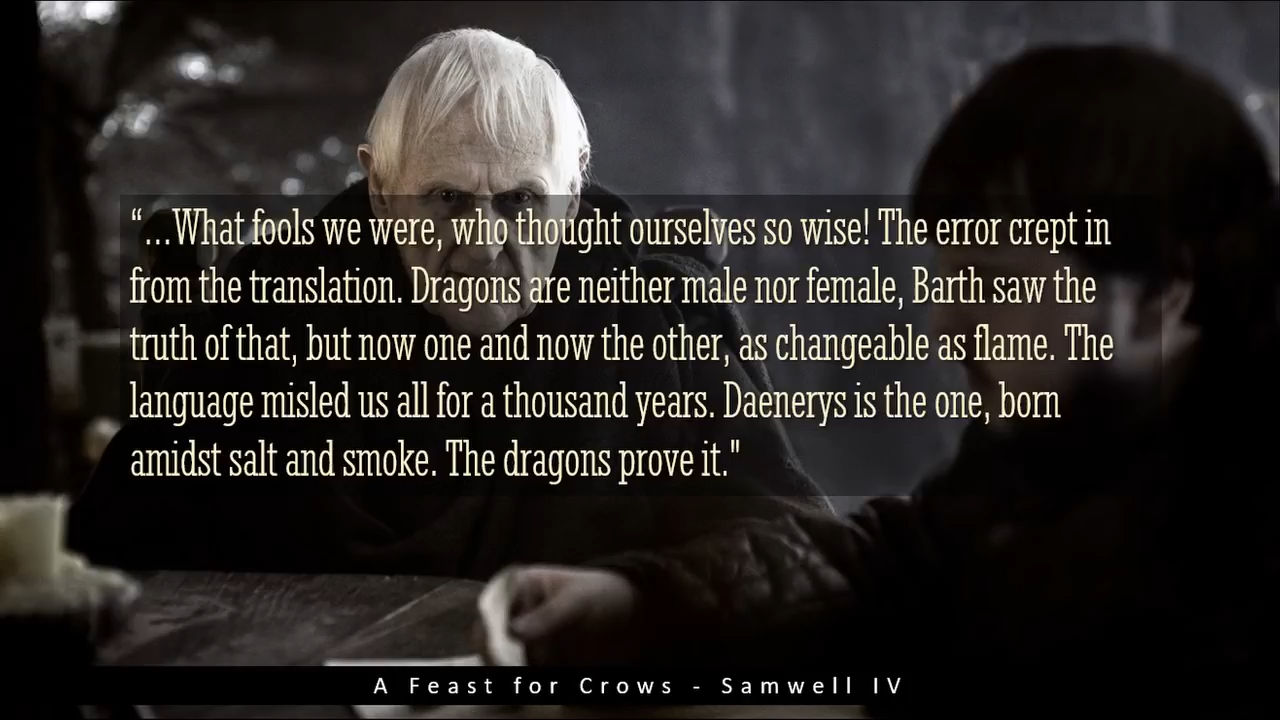 “...What fools we were, who thought ourselves so wise! The error crept in
from the translation. Dragons are neither male nor female, Barth saw the
truth of that, but now one and now the other, as changeable as flame. The
language misled us all for a thousand years. Daenerys is the one, born
amidst salt and smoke. The dragons prove it."
A Feast for Crows - Samwell IV